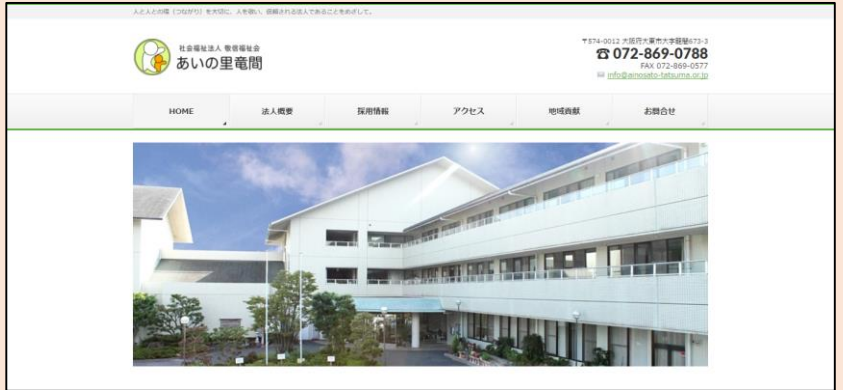 人と人との絆（つながり）を大切に、人を敬い、信頼される法人であることをめざして。
社会福祉法人 敬信福祉会
あいの里竜間
〒574-0012 大阪府大東市大字龍間673-3
☎ 072-869-0788
FAX 072-869-0577
info@ainosato-tatsuma.or.jp
HOME 法人概要 採用情報 アクセス 地域貢献 お問合せ